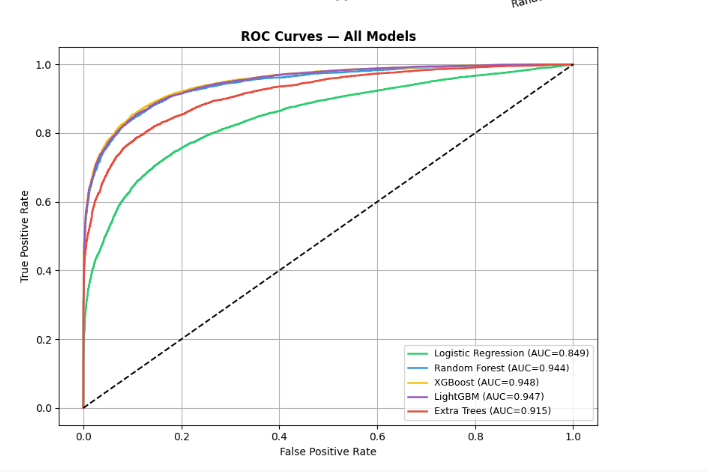 ROC Curves — All Models
True Positive Rate
1.0
0.8
0.6
0.4
0.2
0.0
0.0 0.2 0.4 0.6 0.8 1.0
False Positive Rate
Logistic Regression (AUC=0.849)
Random Forest (AUC=0.944)
XGBoost (AUC=0.948)
LightGBM (AUC=0.947)
Extra Trees (AUC=0.915)